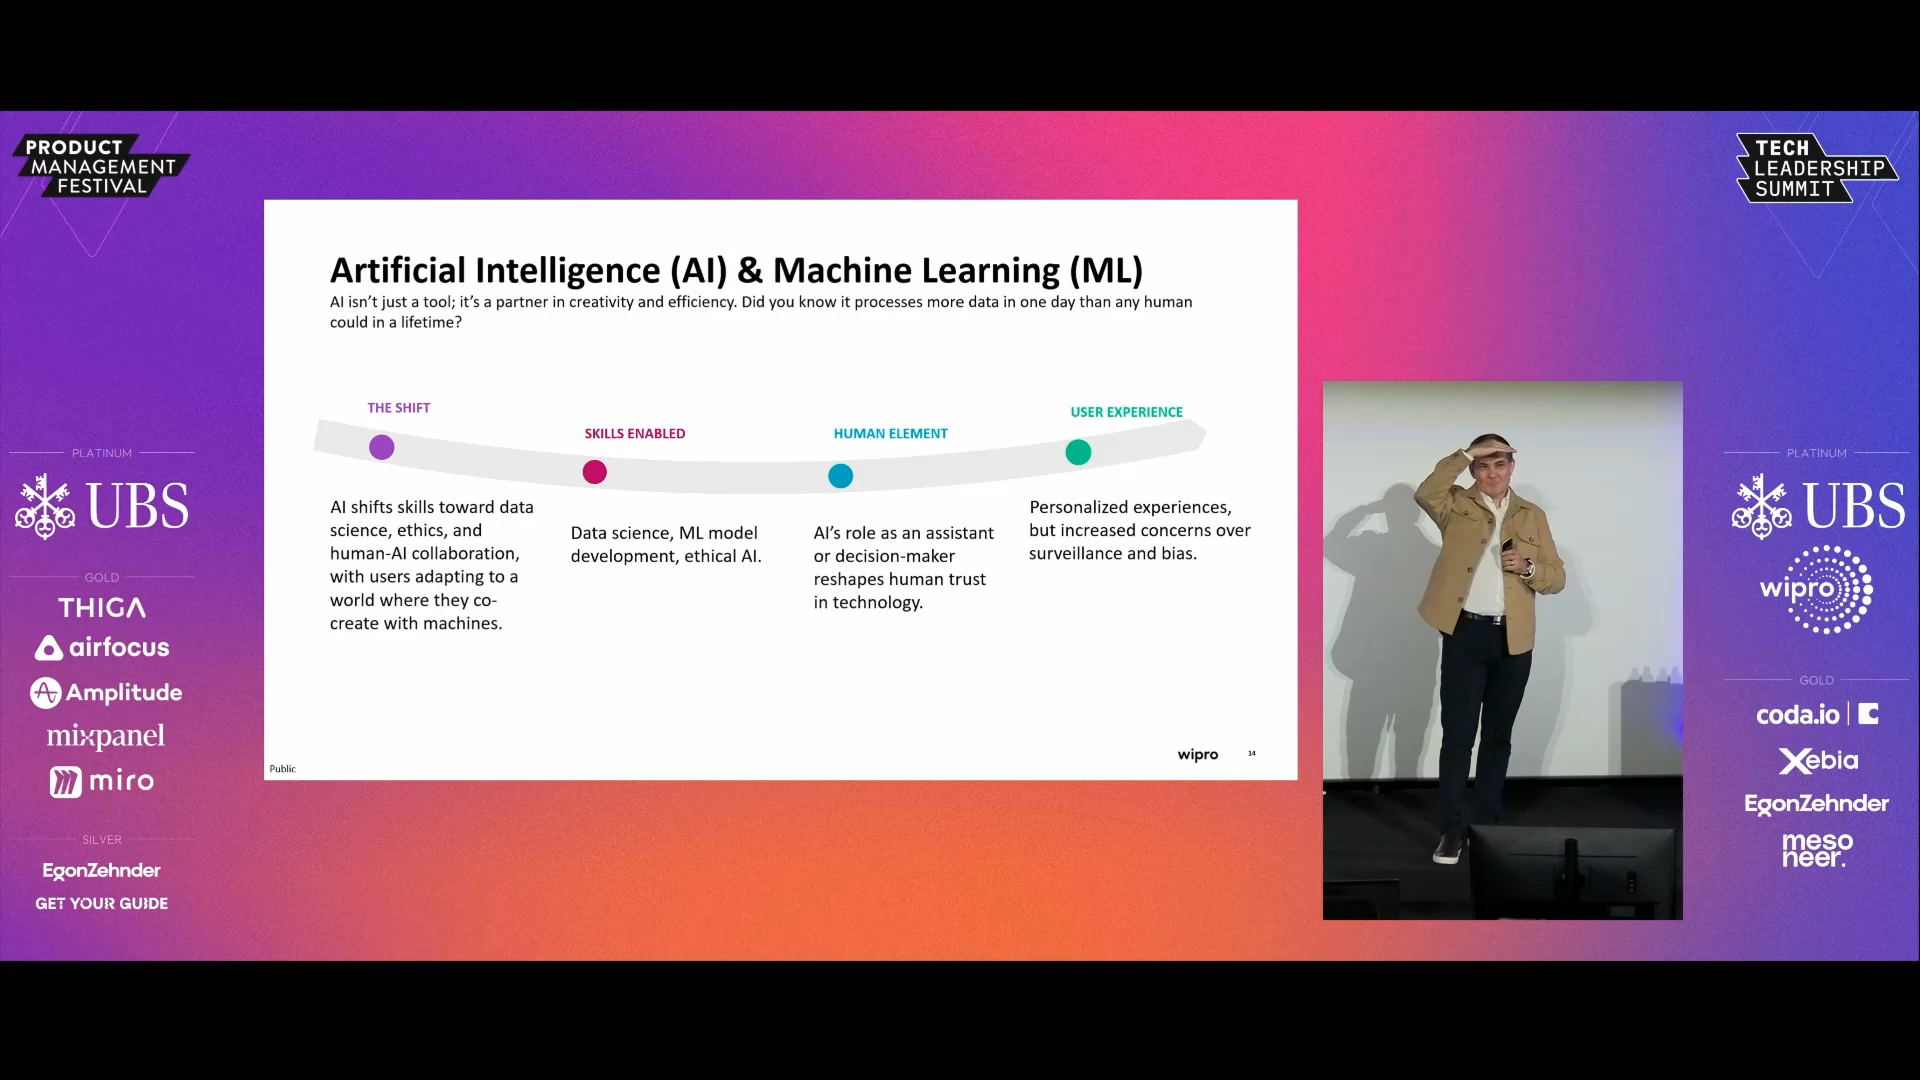 PRODUCT
MANAGEMENT
FESTIVAL
TECH
LEADERSHIP
SUMMIT
Artificial Intelligence (AI) & Machine Learning (ML)
AI isn't just a tool; it's a partner in creativity and efficiency. Did you know it processes more data in one day than any human
could in a lifetime?
THE SHIFT
AI shifts skills toward data
science, ethics, and
human-AI collaboration,
with users adapting to a
world where they co-
create with machines.
SKILLS ENABLED
Data science, ML model
development, ethical AI.
HUMAN ELEMENT
AI's role as an assistant
or decision-maker
reshapes human trust
in technology.
USER EXPERIENCE
Personalized experiences,
but increased concerns over
surveillance and bias.
Public
wipro
14
PLATINUM
UBS
GOLD
THIGA
airfocus
Amplitude
mixpanel
miro
SILVER
EgonZehnder
GET YOUR GUIDE
PLATINUM
UBS
wipro
GOLD
coda.io
Xebia
EgonZehnder
meso
neer.